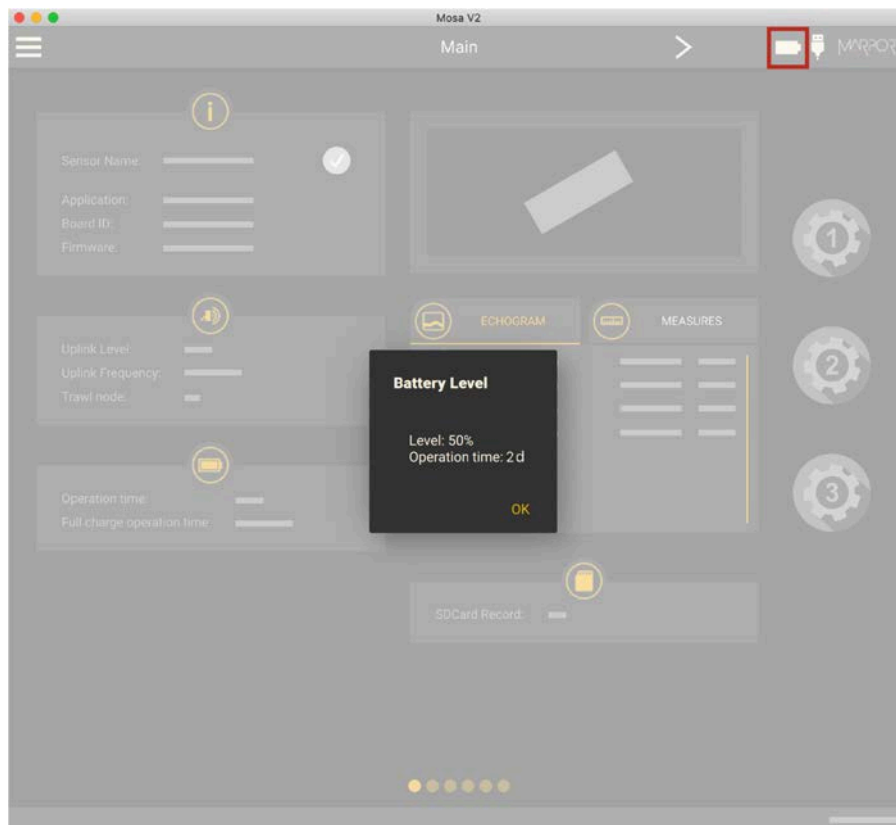 Mosa V2
Main
MARPOR
Sensor Name:
Application:
Board ID:
Firmware:
Uplink Level:
Uplink Frequency:
Trawl node:
Operation time:
Full charge operation time:
1
ECHOGRAM
MEASURES
2
3
Battery Level
Level: 50%
Operation time: 2 d
OK
SDCard Record: